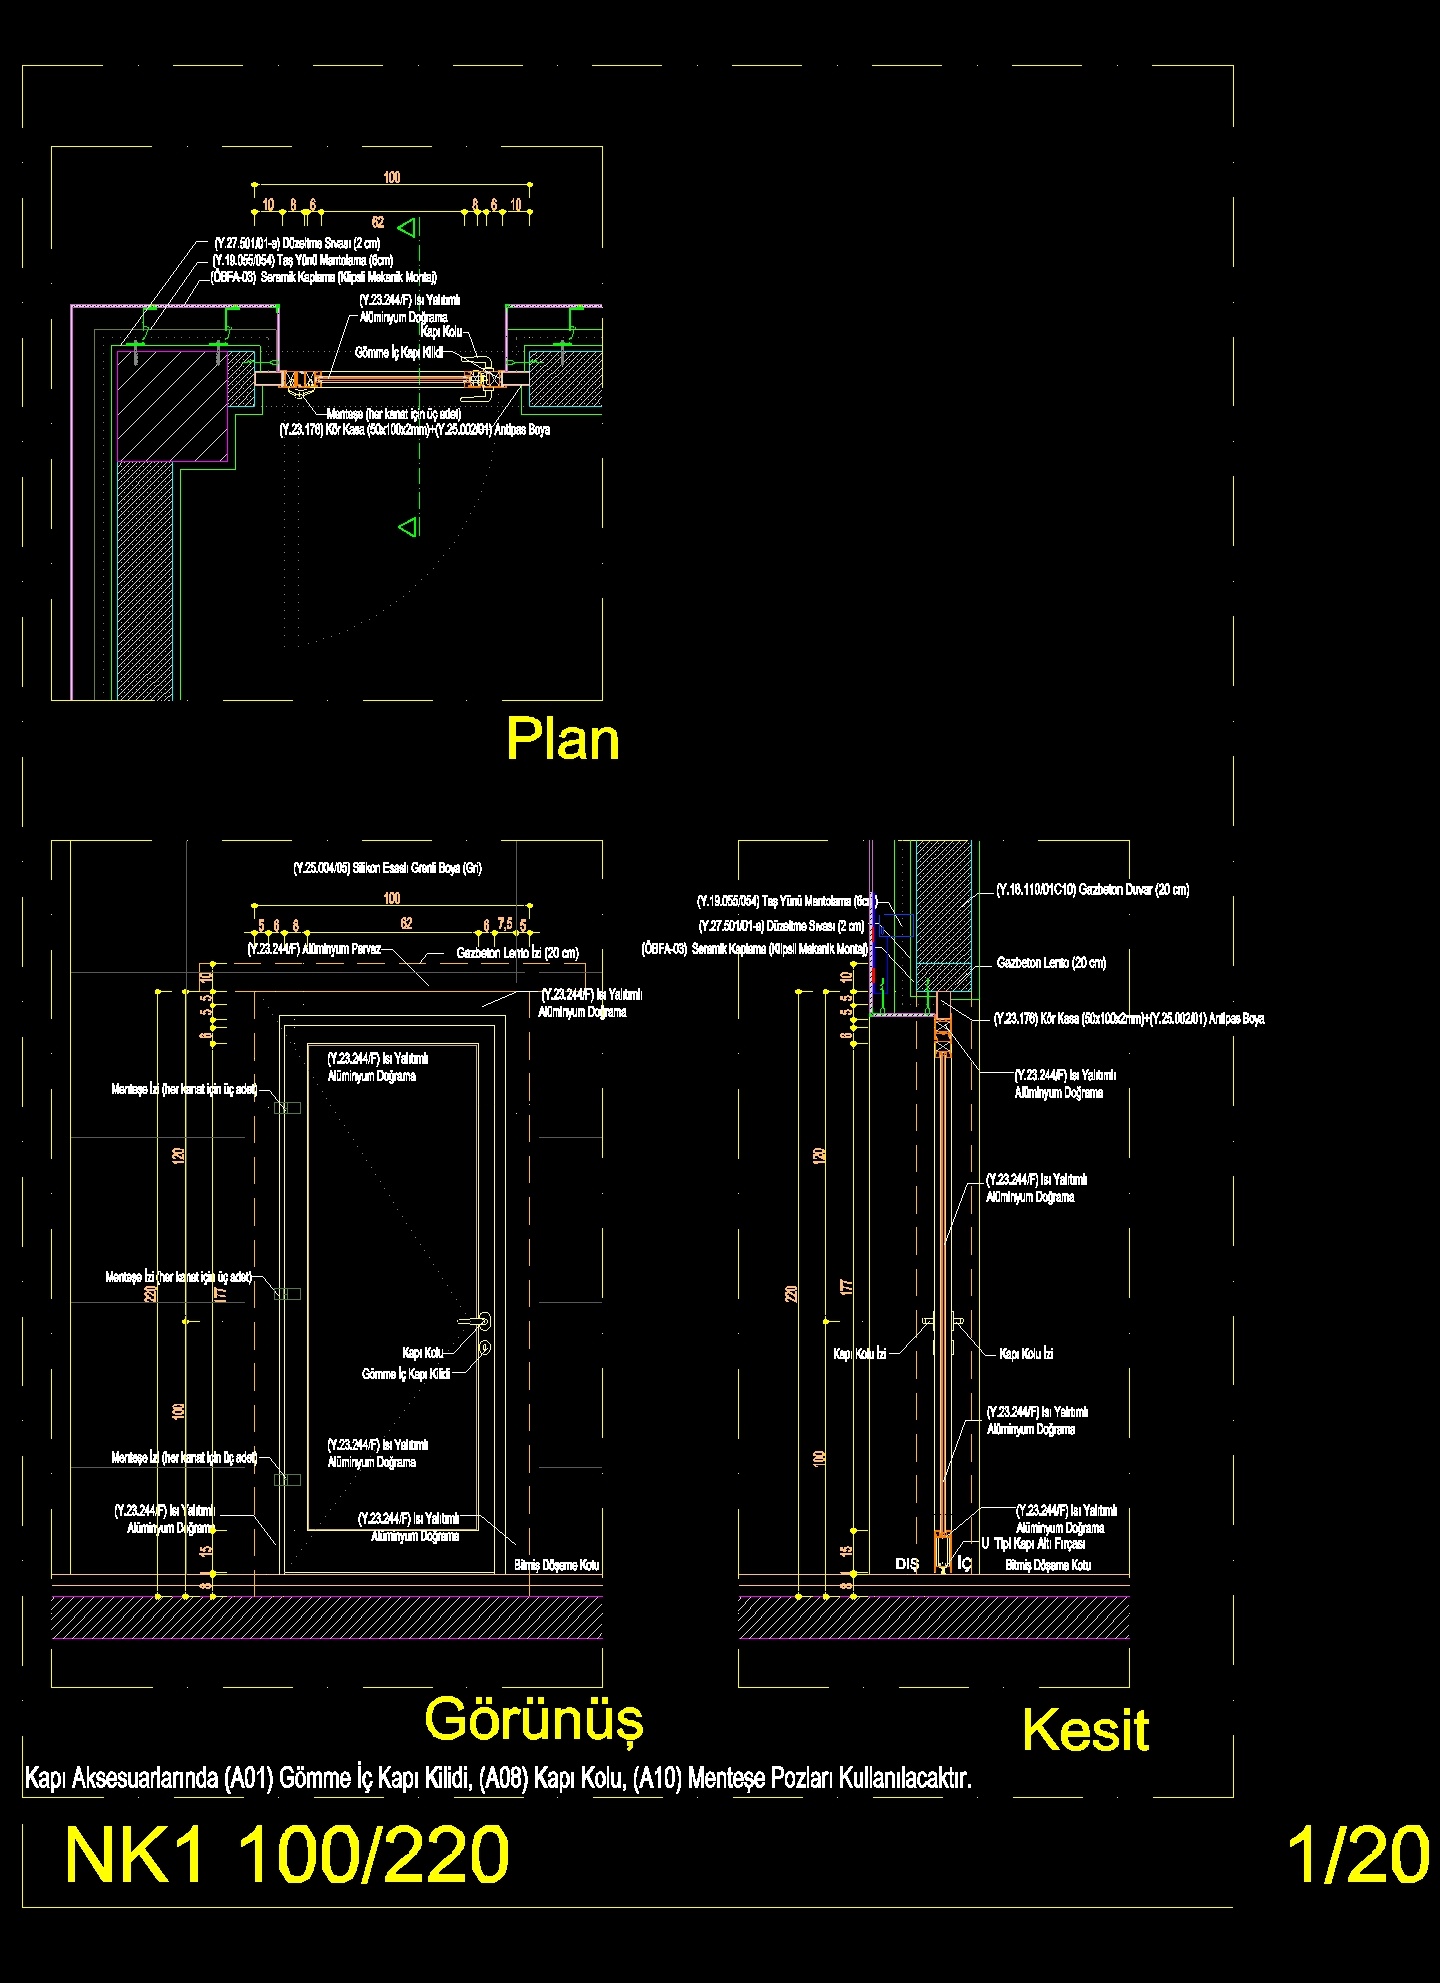 100
10 8 6 8 6 10
62
(Y.27.501/01-a) Düzeltme Sıvası (2 cm)
(Y.19.055/054) Taş Yünü Mantolama (6cm)
(ÖBFA-03) Seramik Kaplama (Klipsli Mekanik Montaj)
(Y.23.244/F) Isı Yalıtımlı
Alüminyum Doğrama
Kapı Kolu
Gömme İç Kapı Kilidi
Menteşe (her kanat için üç adet)
(Y.23.176) Kör Kasa (50x100x2mm)+(Y.25.002/01) Antipas Boya
Plan
(Y.25.004/05) Silikon Esaslı Grenli Boya (Gri)
100
5 6 8 62 6 7,5 5
(Y.23.244/F) Alüminyum Pervaz
Gazbeton Lento İzi (20 cm)
10
5
5
6
(Y.23.244/F) Isı Yalıtımlı
Alüminyum Doğrama
(Y.23.244/F) Isı Yalıtımlı
Alüminyum Doğrama
Menteşe İzi (her kanat için üç adet)
120
Menteşe İzi (her kanat için üç adet)
220
177
Kapı Kolu
Gömme İç Kapı Kilidi
100
(Y.23.244/F) Isı Yalıtımlı
Alüminyum Doğrama
Menteşe İzi (her kanat için üç adet)
(Y.23.244/F) Isı Yalıtımlı
Alüminyum Doğrama
(Y.23.244/F) Isı Yalıtımlı
Alüminyum Doğrama
15
1
8
Bitmiş Döşeme Kotu
Görünüş
(Y.19.055/054) Taş Yünü Mantolama (6cm)
(Y.27.501/01-a) Düzeltme Sıvası (2 cm)
(ÖBFA-03) Seramik Kaplama (Klipsli Mekanik Montaj)
(Y.18.110/01C10) Gazbeton Duvar (20 cm)
Gazbeton Lento (20 cm)
10
5
5
6
(Y.23.176) Kör Kasa (50x100x2mm)+(Y.25.002/01) Antipas Boya
(Y.23.244/F) Isı Yalıtımlı
Alüminyum Doğrama
120
(Y.23.244/F) Isı Yalıtımlı
Alüminyum Doğrama
220
177
Kapı Kolu İzi
Kapı Kolu İzi
100
(Y.23.244/F) Isı Yalıtımlı
Alüminyum Doğrama
(Y.23.244/F) Isı Yalıtımlı
Alüminyum Doğrama
U Tipi Kapı Altı Fırçası
15
1
8
DIŞ
İÇ
Bitmiş Döşeme Kotu
Kesit
Kapı Aksesuarlarında (A01) Gömme İç Kapı Kilidi, (A08) Kapı Kolu, (A10) Menteşe Pozları Kullanılacaktır.
NK1 100/220
1/20